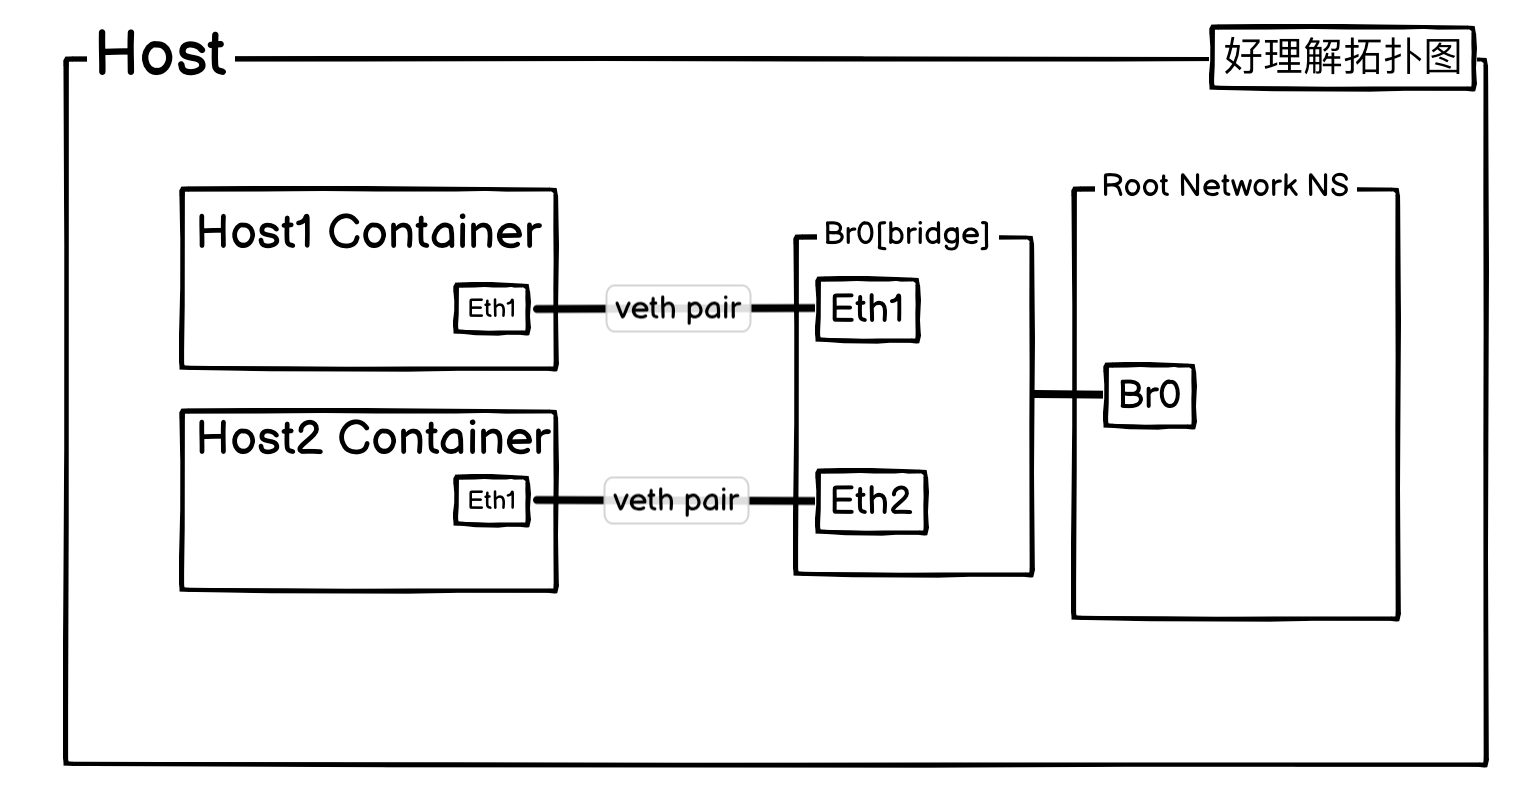 Host
好理解拓扑图
Root Network NS
Host1 Container
Br0[bridge]
Eth1
veth pair
Eth1
Br0
Host2 Container
Eth1
veth pair
Eth2